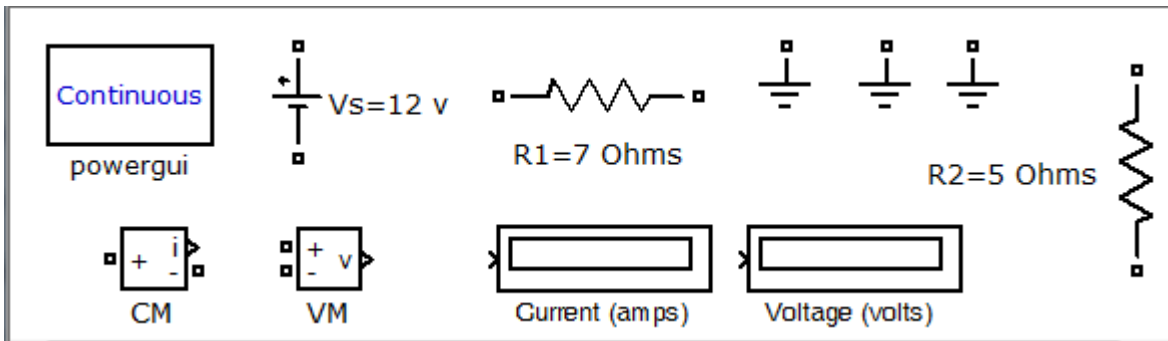 Continuous
powergui
+
Vs=12 v
R1=7 Ohms
R2=5 Ohms
+ i
-
CM
+
- v
VM
Current (amps)
Voltage (volts)